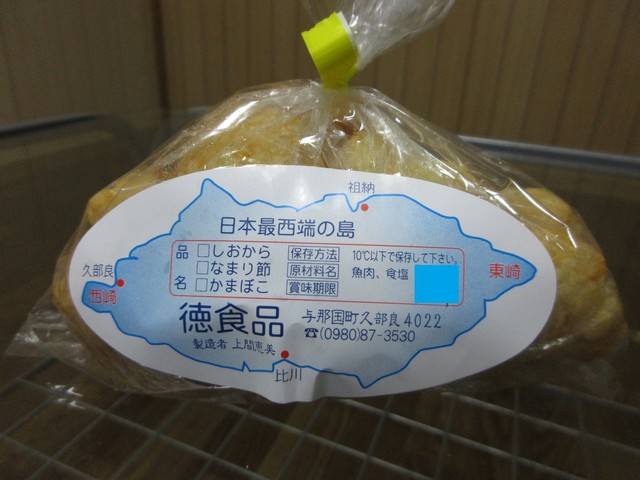 祖納
日本最西端の島
品名
□しおから
□なまり節
□かまぼこ
保存方法 10℃以下で保存して下さい。
原材料名 魚肉、食塩
賞味期限
久部良
西崎
東崎
徳食品
製造者 上間恵美
与那国町久部良4022
☎(0980)87-3530
比川